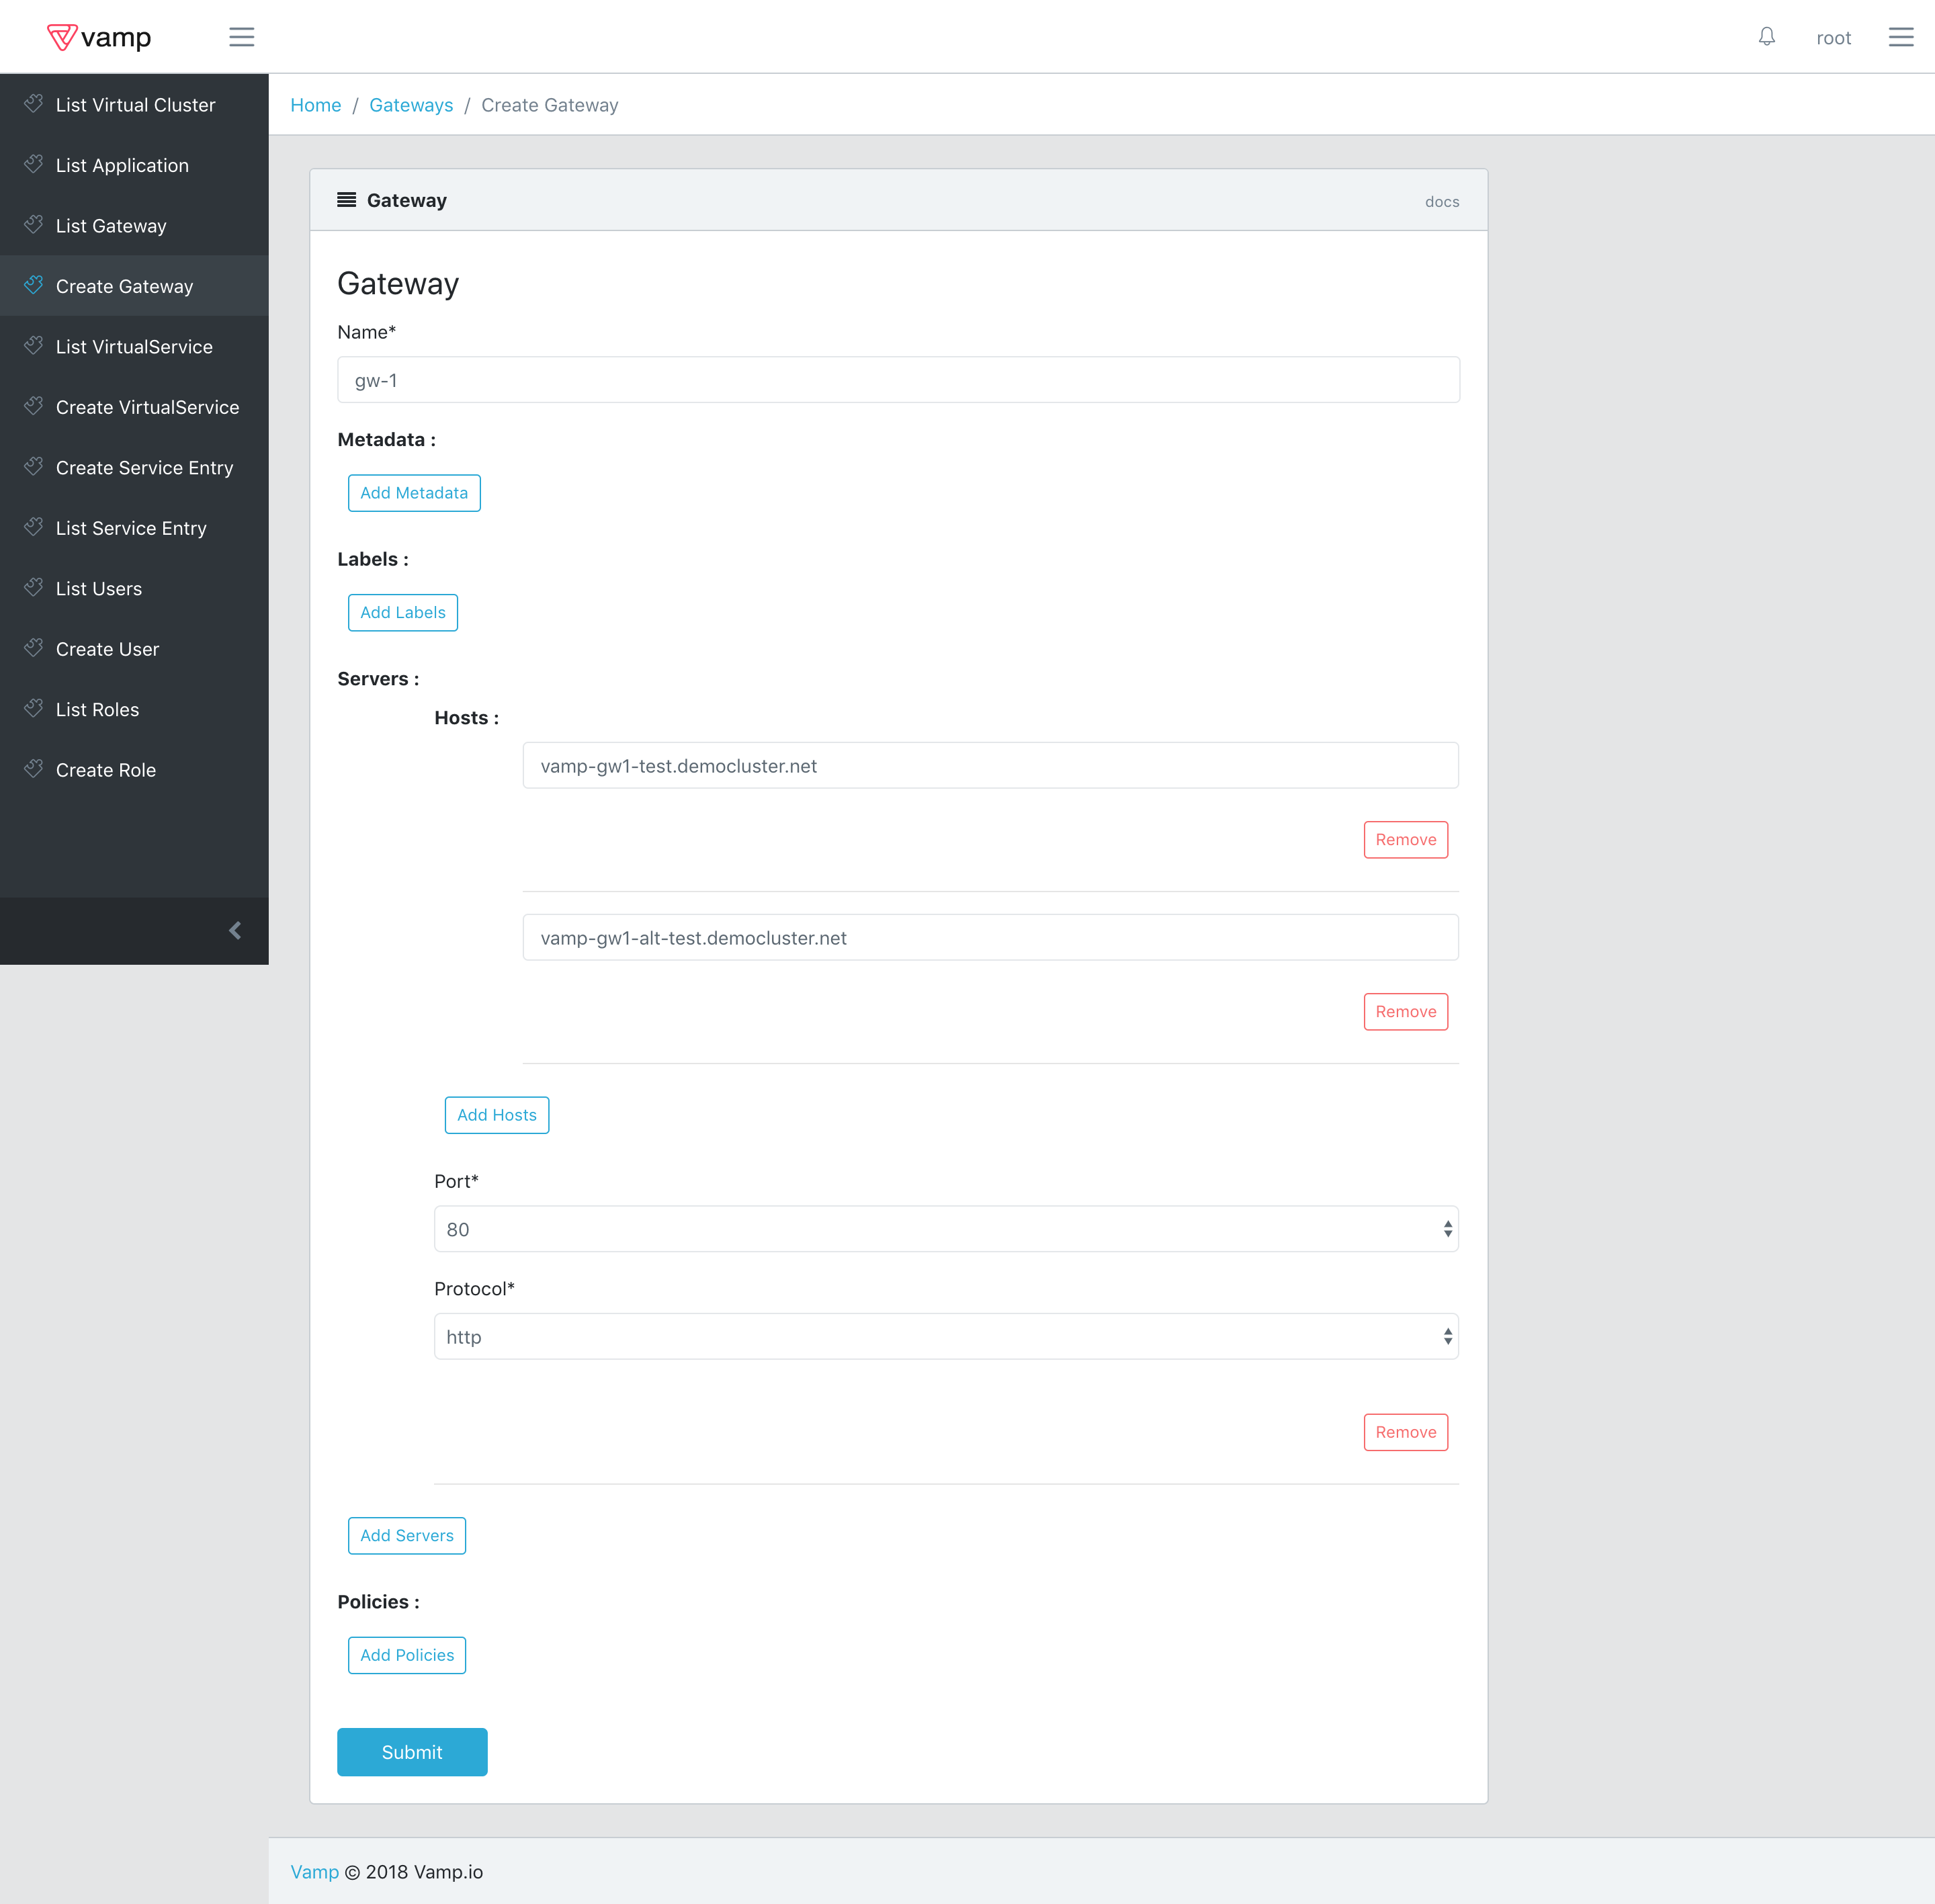 vamp
root
List Virtual Cluster
List Application
List Gateway
Create Gateway
List VirtualService
Create VirtualService
Create Service Entry
List Service Entry
List Users
Create User
List Roles
Create Role
Home / Gateways / Create Gateway
Gateway
docs
Gateway
Name*
gw-1
Metadata :
Add Metadata
Labels :
Add Labels
Servers :
Hosts :
vamp-gw1-test.democluster.net
Remove
vamp-gw1-alt-test.democluster.net
Remove
Add Hosts
Port*
80
Protocol*
http
Remove
Add Servers
Policies :
Add Policies
Submit
Vamp © 2018 Vamp.io